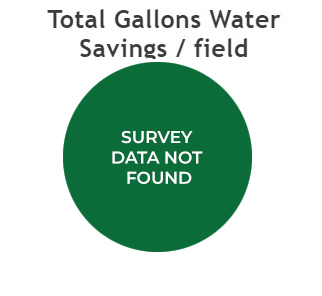 Total Gallons Water
Savings / field
SURVEY
DATA NOT
FOUND